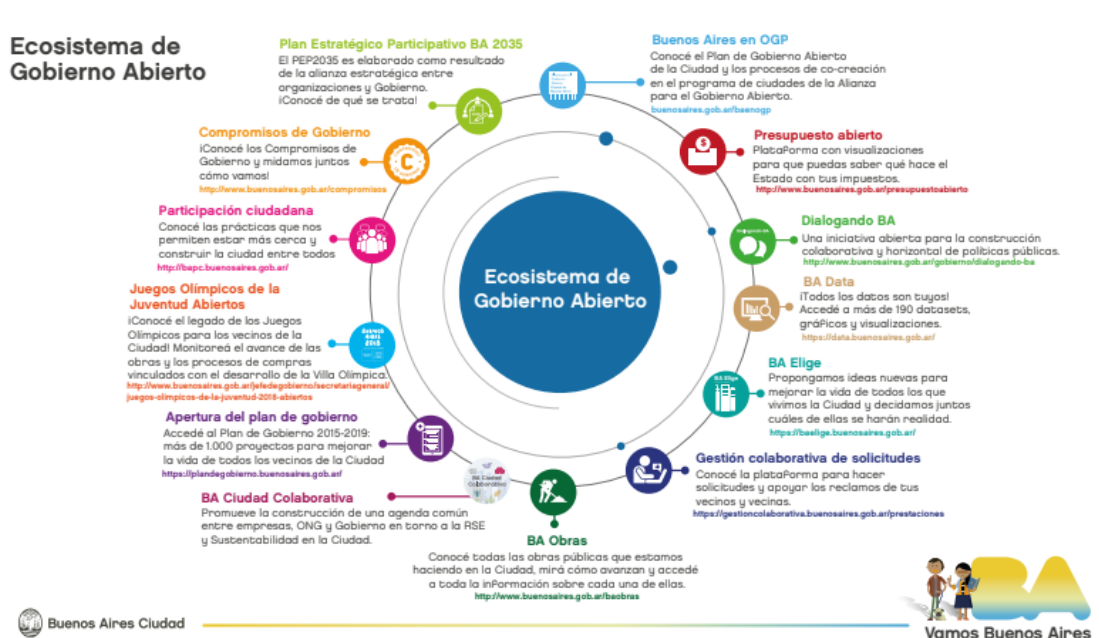 Ecosistema de
Gobierno Abierto
Plan Estratégico Participativo BA 2035
El PEP2035 es elaborado como resultado
de la alianza estratégica entre
organizaciones y Gobierno.
¡Conocé de qué se trata!
Buenos Aires en OGP
Conocé el Plan de Gobierno Abierto
de la Ciudad y los procesos de co-creación
en el programa de ciudades de la Alianza
para el Gobierno Abierto.
buenosaires.gob.ar/baenogp
Compromisos de Gobierno
¡Conocé los Compromisos de
Gobierno y midamos juntos
cómo vamos!
http://www.buenosaires.gob.ar/compromisos
C
Presupuesto abierto
Plataforma con visualizaciones
para que puedas saber qué hace el
Estado con tus impuestos.
http://www.buenosaires.gob.ar/presupuestoabierto
$
Participación ciudadana
Conocé las prácticas que nos
permiten estar más cerca y
construir la ciudad entre todos
http://bapc.buenosaires.gob.ar/
Dialogando BA
Dialogando BA
Una iniciativa abierta para la construcción
colaborativa y horizontal de políticas públicas.
http://www.buenosaires.gob.ar/gobierno/dialogando-ba
Ecosistema de
Gobierno Abierto
Juegos Olímpicos de la
Juventud Abiertos
¡Conocé el legado de los Juegos
Olímpicos para los vecinos de la
Ciudad! Monitoreá el avance de las
obras y los procesos de compras
vinculados con el desarrollo de la Villa Olímpica.
http://www.buenosaires.gob.ar/jefedegobierno/secretariageneral/
juegos-olimpicos-de-la-juventud-2018-abiertos
BA Data
¡Todos los datos son tuyos!
Accedé a más de 190 datasets,
gráficos y visualizaciones.
https://data.buenosaires.gob.ar/
BA Elige
BA Elige
Propongamos ideas nuevas para
mejorar la vida de todos los que
vivimos la Ciudad y decidamos juntos
cuáles de ellas se harán realidad.
https://baelige.buenosaires.gob.ar/
Apertura del plan de gobierno
Accedé al Plan de Gobierno 2015-2019:
más de 1.000 proyectos para mejorar
la vida de todos los vecinos de la Ciudad
https://plandegobierno.buenosaires.gob.ar/
Gestión colaborativa de solicitudes
Conocé la plataforma para hacer
solicitudes y apoyar los reclamos de tus
vecinos y vecinas.
https://gestioncolaborativa.buenosaires.gob.ar/prestaciones
BA Ciudad
Colaborativa
BA Ciudad Colaborativa
Promueve la construcción de una agenda común
entre empresas, ONG y Gobierno en torno a la RSE
y Sustentabilidad en la Ciudad.
BA Obras
Conocé todas las obras públicas que estamos
haciendo en la Ciudad, mirá cómo avanzan y accedé
a toda la información sobre cada una de ellas.
http://www.buenosaires.gob.ar/baobras
Buenos Aires Ciudad
BA
Vamos Buenos Aires